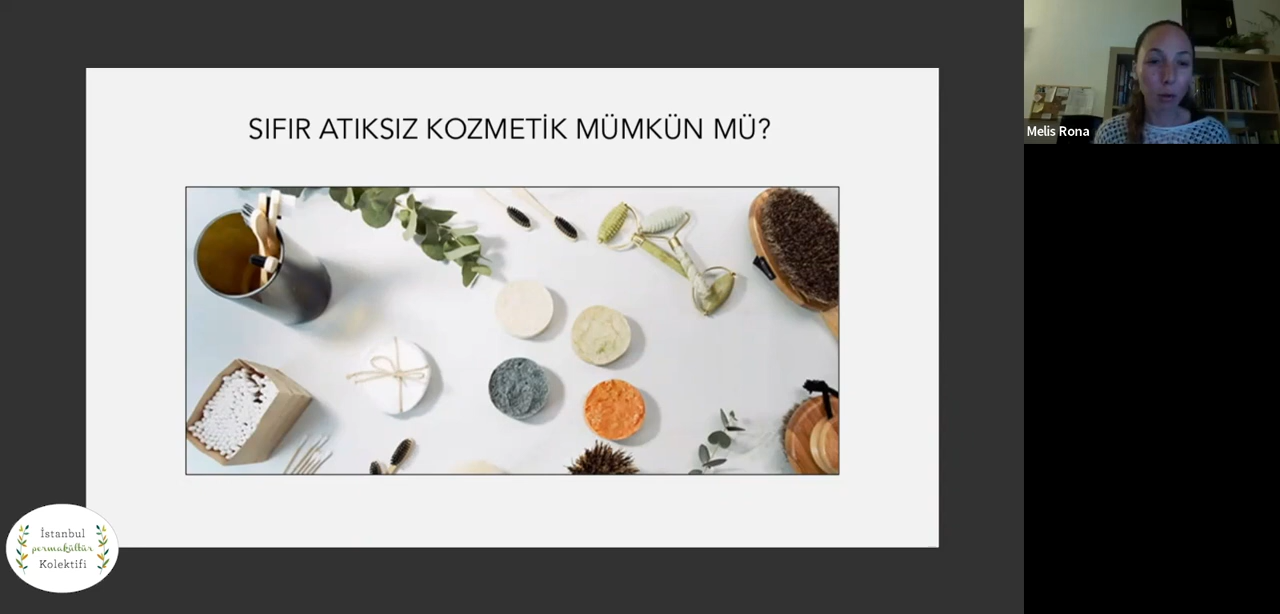 SIFIR ATIKSIZ KOZMETİK MÜMKÜN MÜ?
Melis Rona
İstanbul
permakültür
Kolektifi